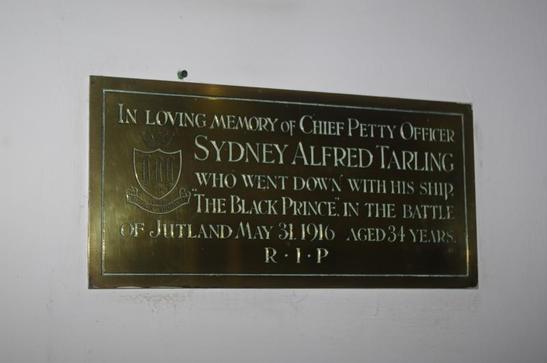 IN LOVING MEMORY OF CHIEF PETTY OFFICER
SYDNEY ALFRED TARLING
WHO WENT DOWN WITH HIS SHIP,
"THE BLACK PRINCE", IN THE BATTLE
OF JUTLAND MAY 31, 1916 AGED 34 YEARS.
R · I · P